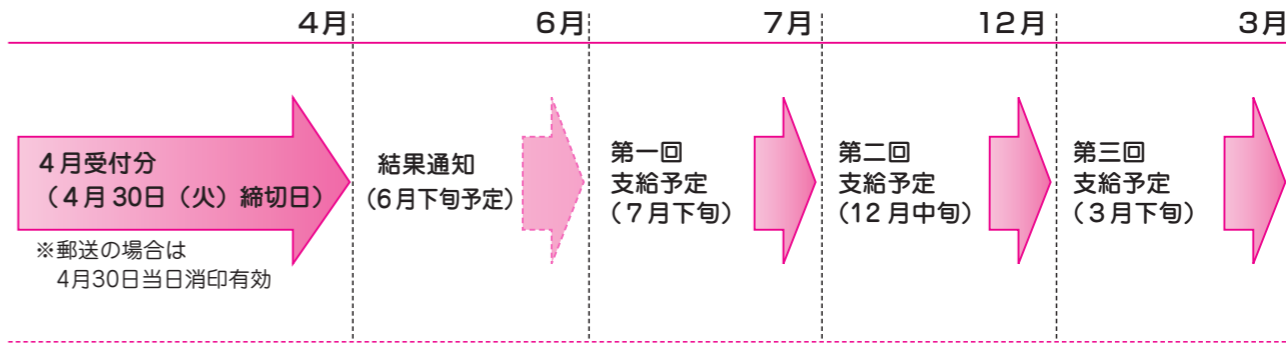 4月
6月
7月
12月
3月
4月受付分
（4月30日（火）締切日）
※郵送の場合は
4月30日当日消印有効
結果通知
（6月下旬予定）
第一回
支給予定
（7月下旬）
第二回
支給予定
（12月中旬）
第三回
支給予定
（3月下旬）